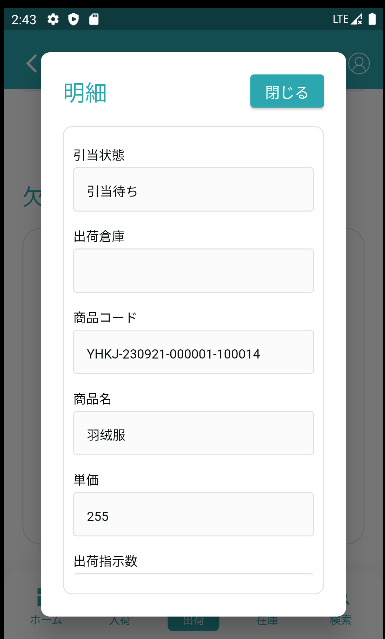 2:43
LTE
明細
閉じる
欠
引当状態
引当待ち
出荷倉庫
商品コード
YHKJ-230921-000001-100014
商品名
羽绒服
単価
255
出荷指示数
ホーム
入荷
出荷
在庫
検索